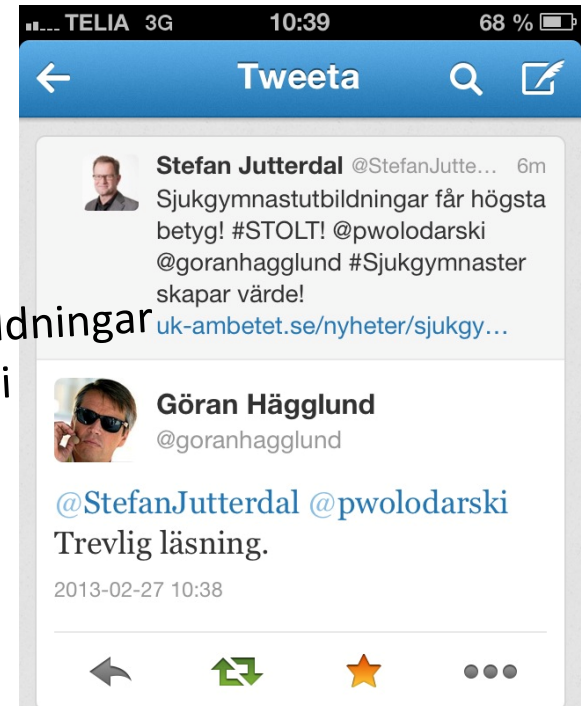 TELIA 3G 10:39 68 %
Tweeta
Stefan Jutterdal @StefanJutte... 6m
Sjukgymnastutbildningar får högsta
betyg! #STOLT! @pwolodarski
@goranhagglund #Sjukgymnaster
skapar värde!
uk-ambetet.se/nyheter/sjukgy...
ldningar
i
Göran Hägglund
@goranhagglund
@StefanJutterdal @pwolodarski
Trevlig läsning.
2013-02-27 10:38